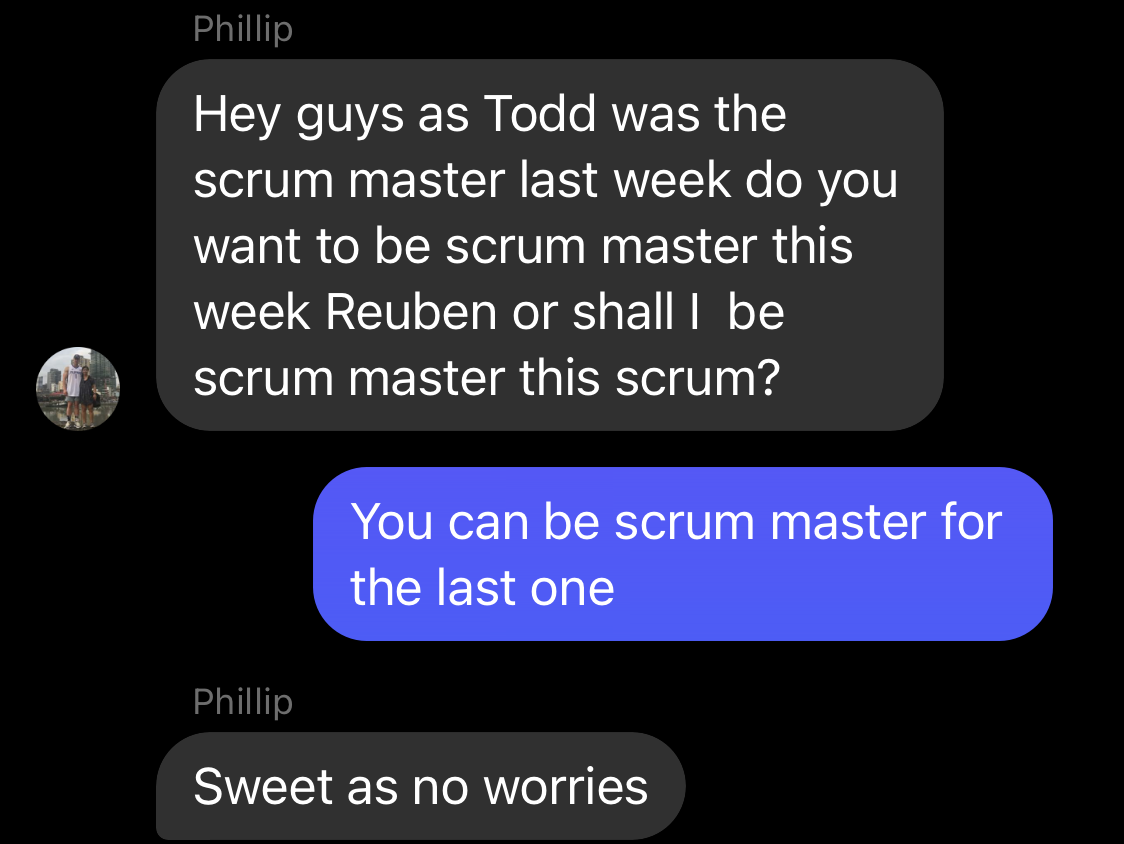 Phillip
Hey guys as Todd was the
scrum master last week do you
want to be scrum master this
week Reuben or shall I  be
scrum master this scrum?
You can be scrum master for
the last one
Phillip
Sweet as no worries